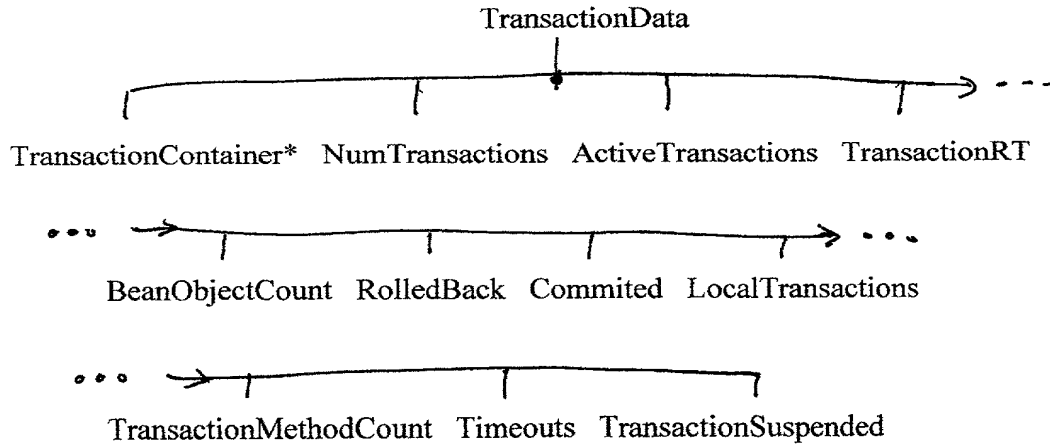 TransactionData
TransactionContainer* NumTransactions ActiveTransactions TransactionRT
BeanObjectCount RolledBack Commited LocalTransactions
TransactionMethodCount Timeouts TransactionSuspended